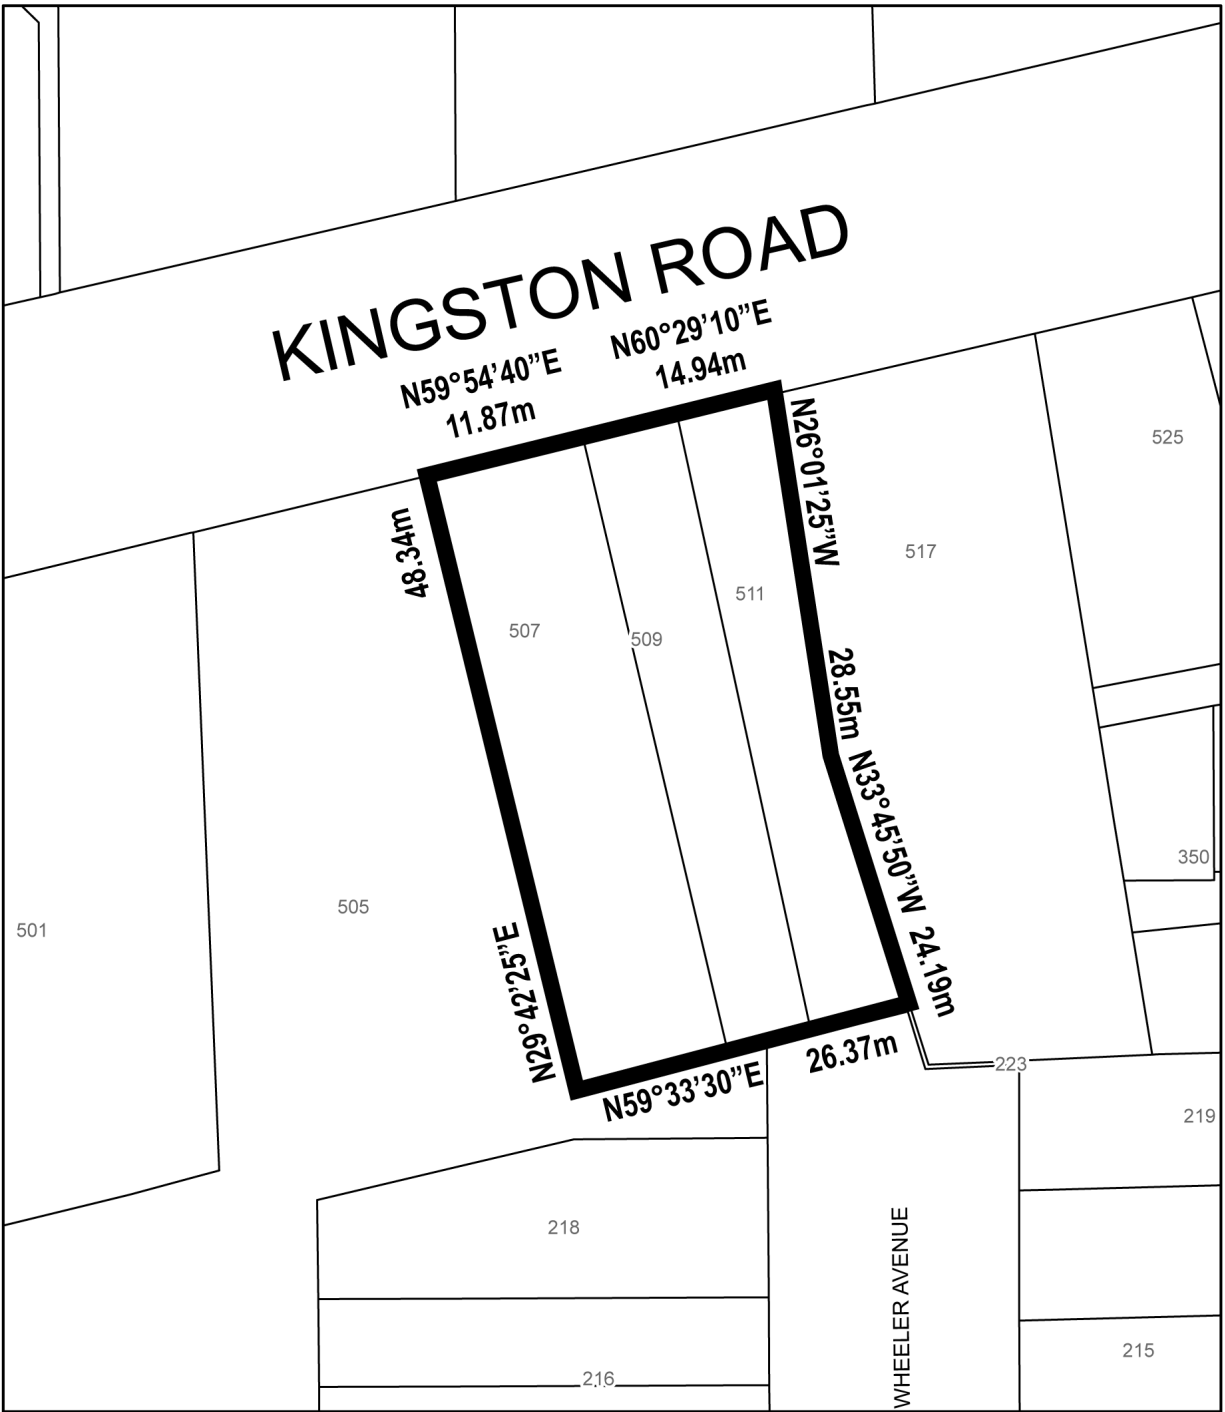 KINGSTON ROAD
N60°29’10”E
14.94m
N59°54’40”E
11.87m
N26°01’25”W
28.55m
48.34m
N29°42’25”E
N33°45’50”W
24.19m
N59°33’30”E
26.37m
525
517
511
507
509
350
505
501
223
219
218
215
216
WHEELER AVENUE